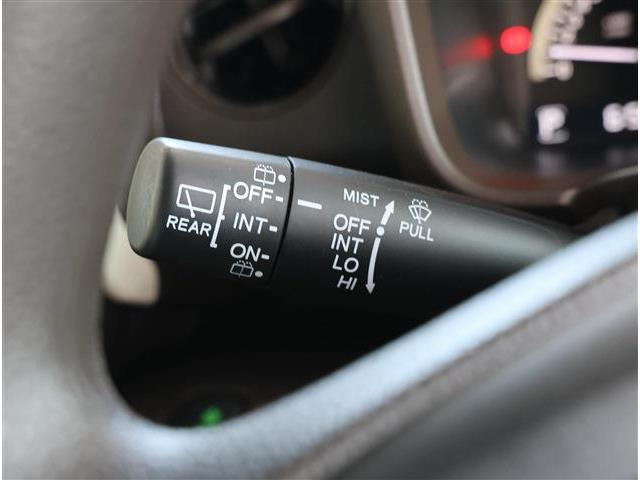 REAR
OFF
INT
ON
MIST
OFF
INT
LO
HI
PULL
P